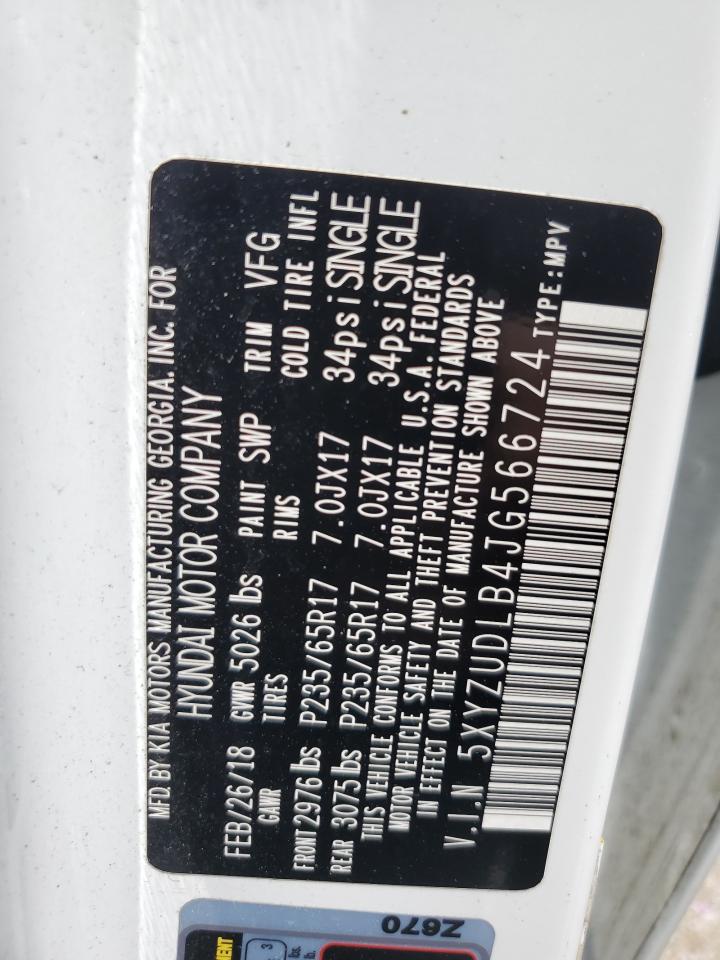 MFD. BY KIA MOTORS MANUFACTURING GEORGIA. INC. FOR
HYUNDAI MOTOR COMPANY
FEB/26/18 GVWR 5026 lbs PAINT SWP TRIM VFG
GAWR TIRES RIMS COLD TIRE INFL
FRONT 2976 lbs P235/65R17 7.0JX17 34psi SINGLE
REAR 3075 lbs P235/65R17 7.0JX17 34psi SINGLE
THIS VEHICLE CONFORMS TO ALL APPLICABLE U.S.A. FEDERAL
MOTOR VEHICLE SAFETY AND THEFT PREVENTION STANDARDS
IN EFFECT ON THE DATE OF MANUFACTURE SHOWN ABOVE
V.I.N 5XYZUDLB4JG566724 TYPE:MPV
Z670
3
lbs.
lb.